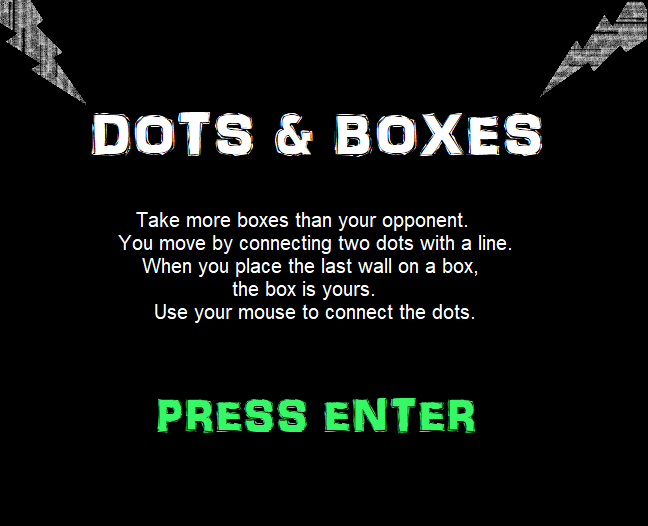 DOTS & BOXES
Take more boxes than your opponent.
You move by connecting two dots with a line.
When you place the last wall on a box,
the box is yours.
Use your mouse to connect the dots.
PRESS ENTER